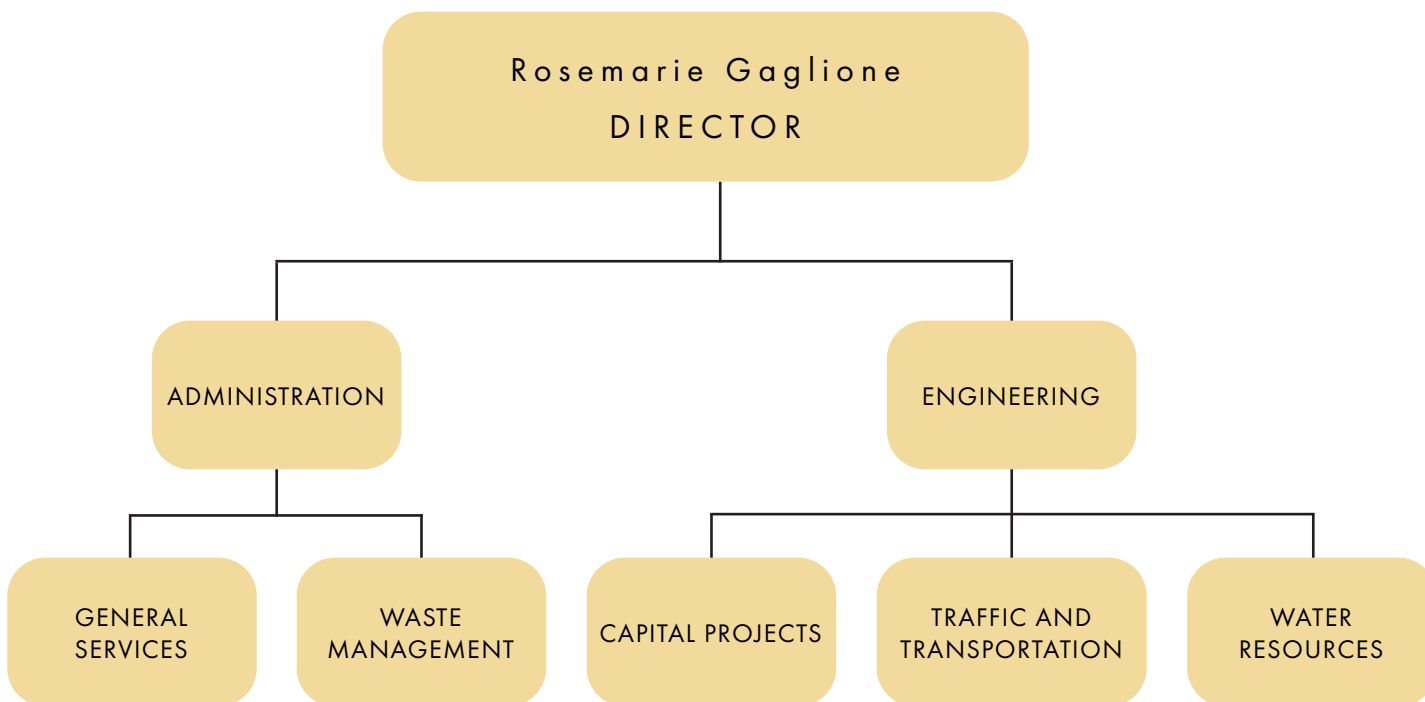 Rosemarie Gaglione
DIRECTOR
ADMINISTRATION
ENGINEERING
GENERAL
SERVICES
WASTE
MANAGEMENT
CAPITAL PROJECTS
TRAFFIC AND
TRANSPORTATION
WATER
RESOURCES